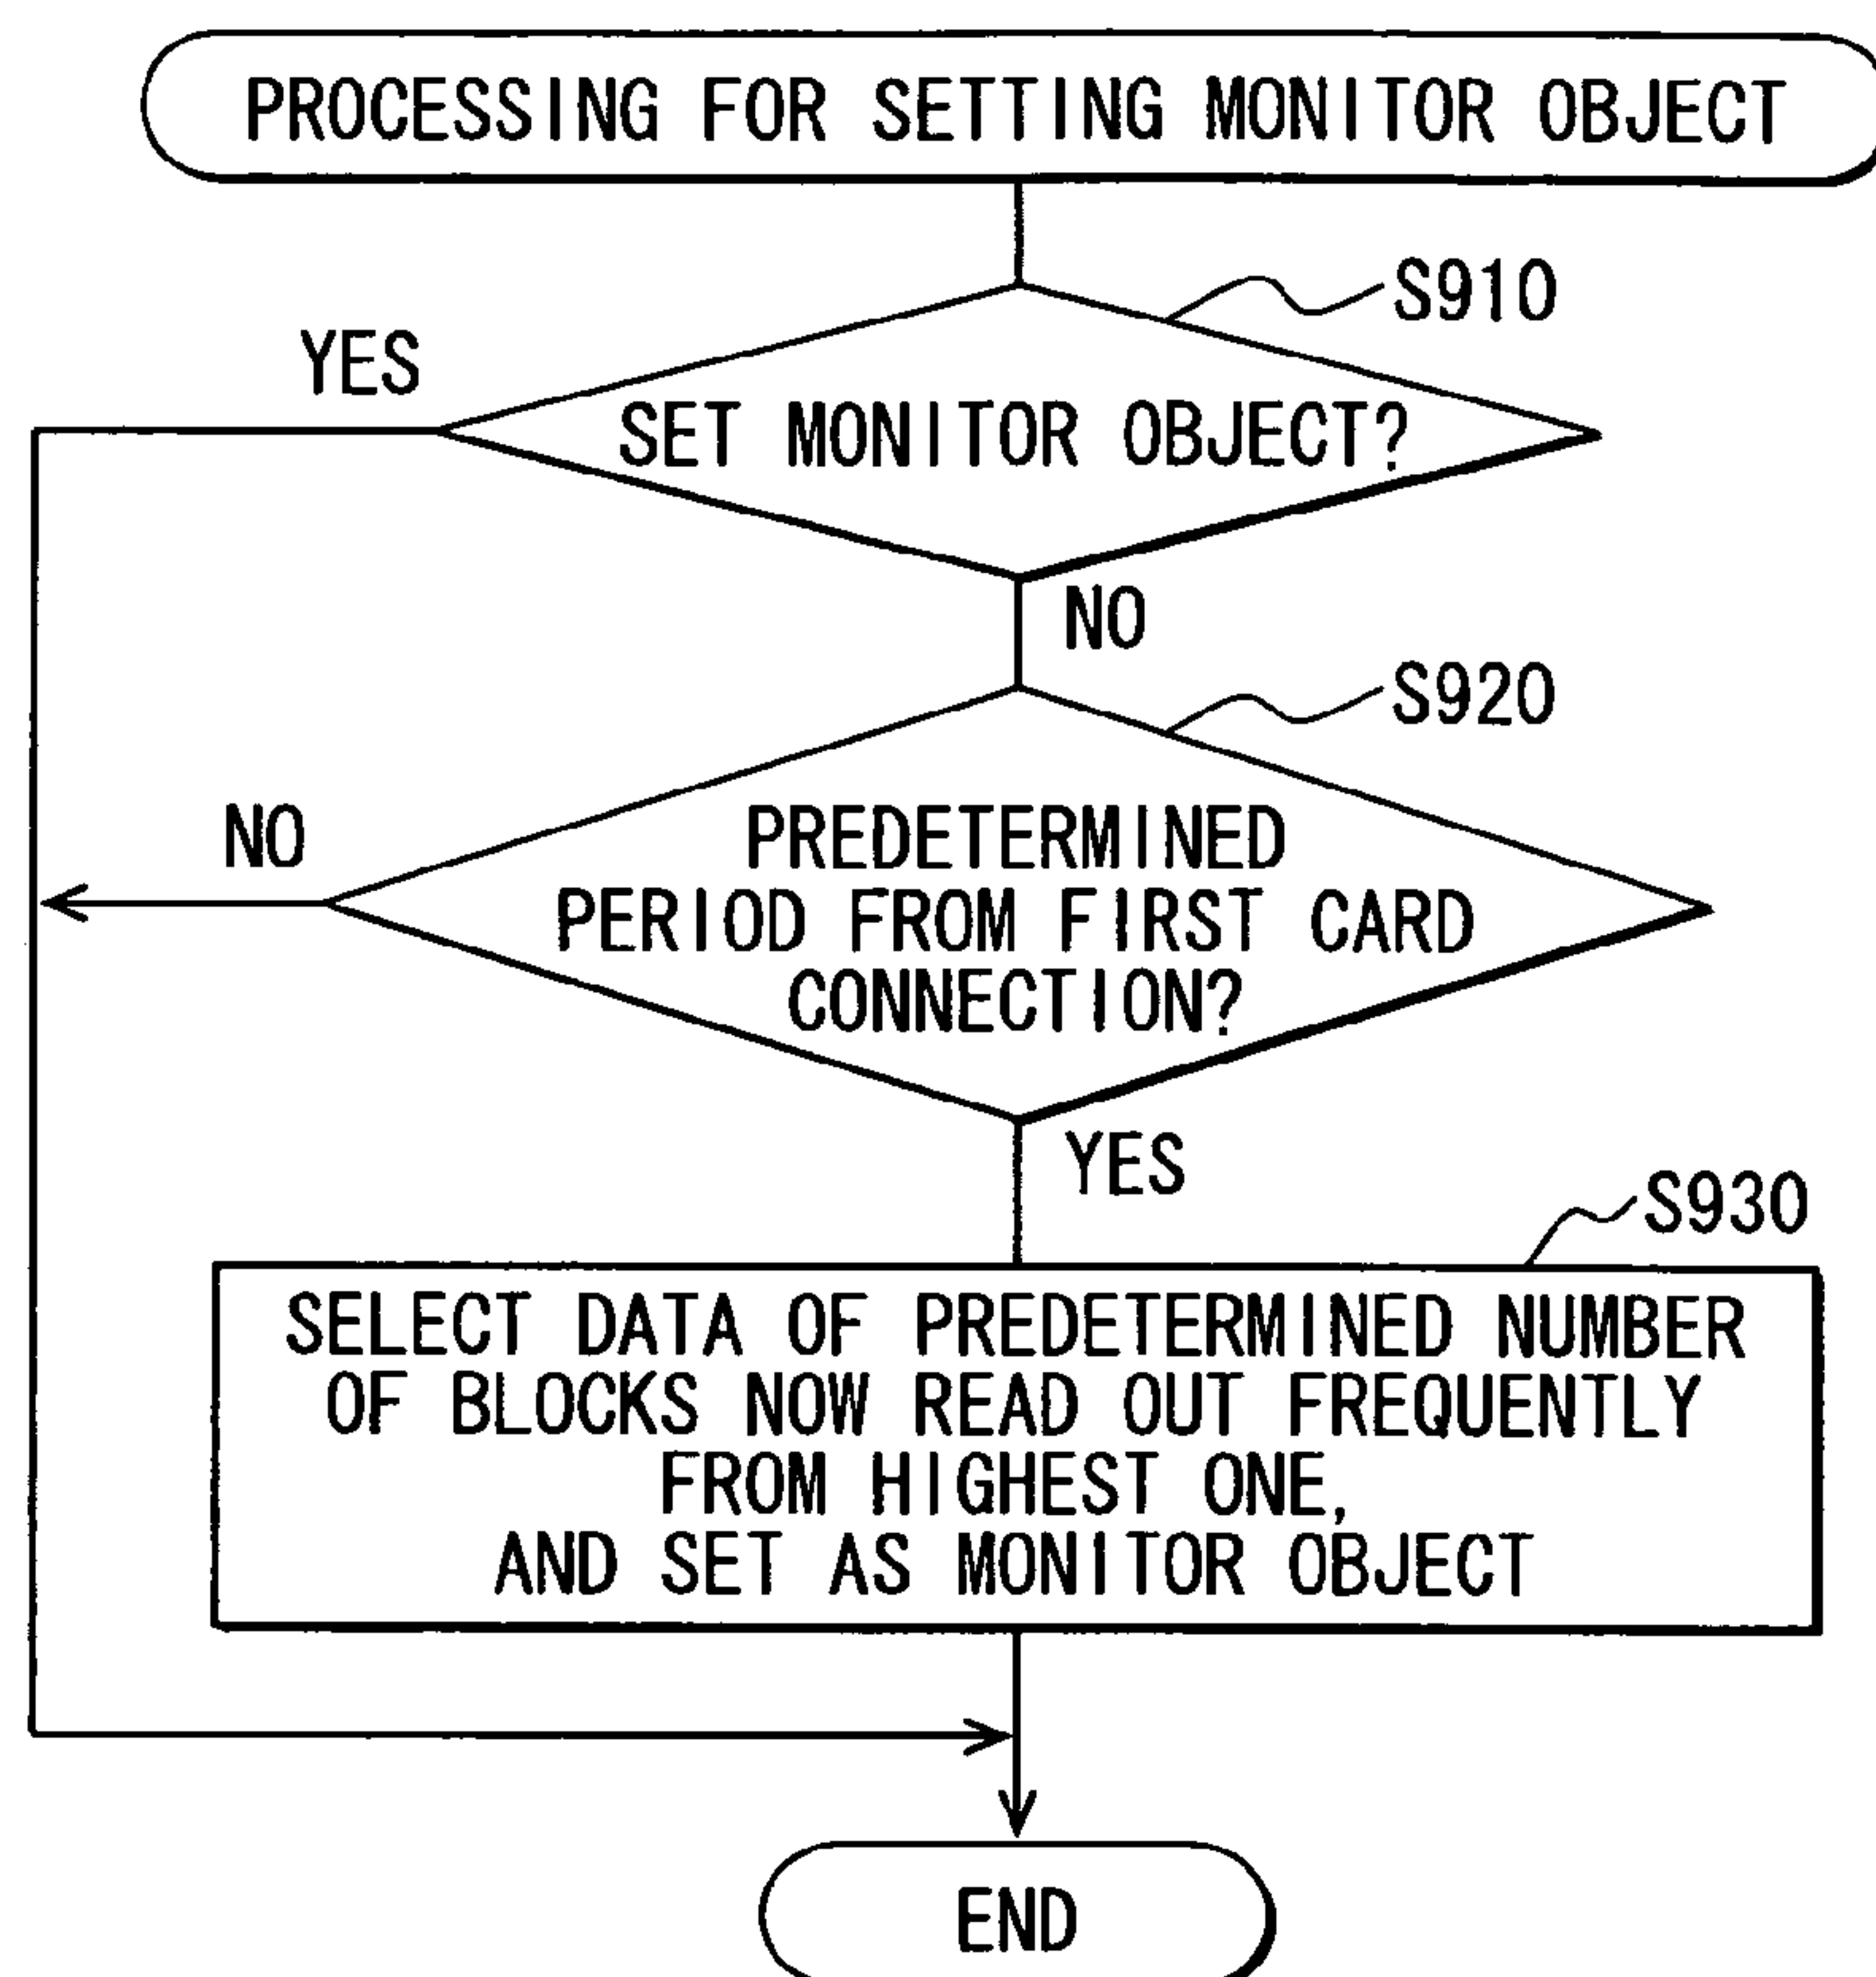 PROCESSING FOR SETTING MONITOR OBJECT
S910
YES
SET MONITOR OBJECT?
NO
S920
NO
PREDETERMINED
PERIOD FROM FIRST CARD
CONNECTION?
YES
S930
SELECT DATA OF PREDETERMINED NUMBER
OF BLOCKS NOW READ OUT FREQUENTLY
FROM HIGHEST ONE,
AND SET AS MONITOR OBJECT
END